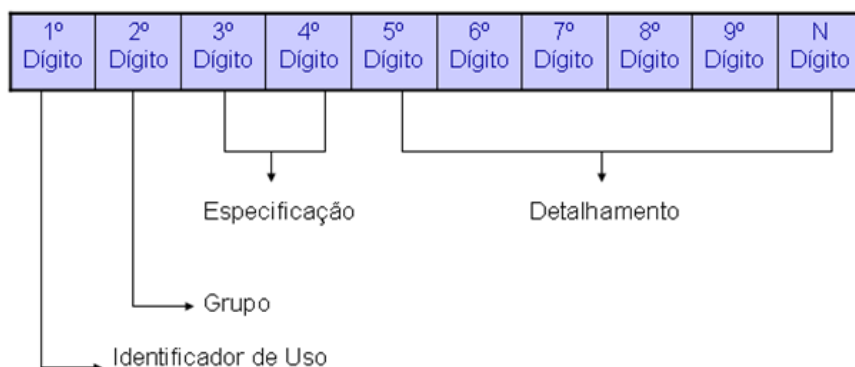 1º 2º 3º 4º 5º 6º 7º 8º 9º N
Dígito Dígito Dígito Dígito Dígito Dígito Dígito Dígito Dígito Dígito
Especificação Detalhamento
Grupo
Identificador de Uso